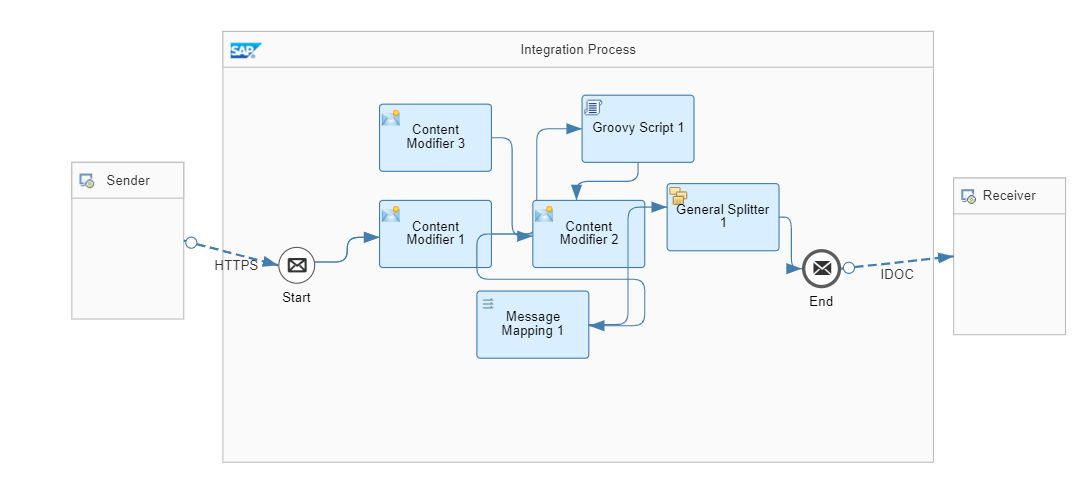 SAP
Integration Process
Content
Modifier 3
Groovy Script 1
Sender
Receiver
General Splitter
1
Content
Modifier 1
Content
Modifier 2
HTTPS
IDOC
Start
End
Message
Mapping 1